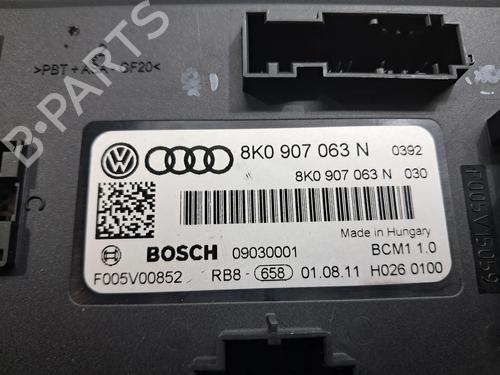 >PBT+ASA-GF20<
B-PARTS
8K0 907 063 N 0392
8K0 907 063 N 030
Made in Hungary
BOSCH 09030001 BCM1 1.0
F005V00852 RB8-658 01.08.11 H026 0100